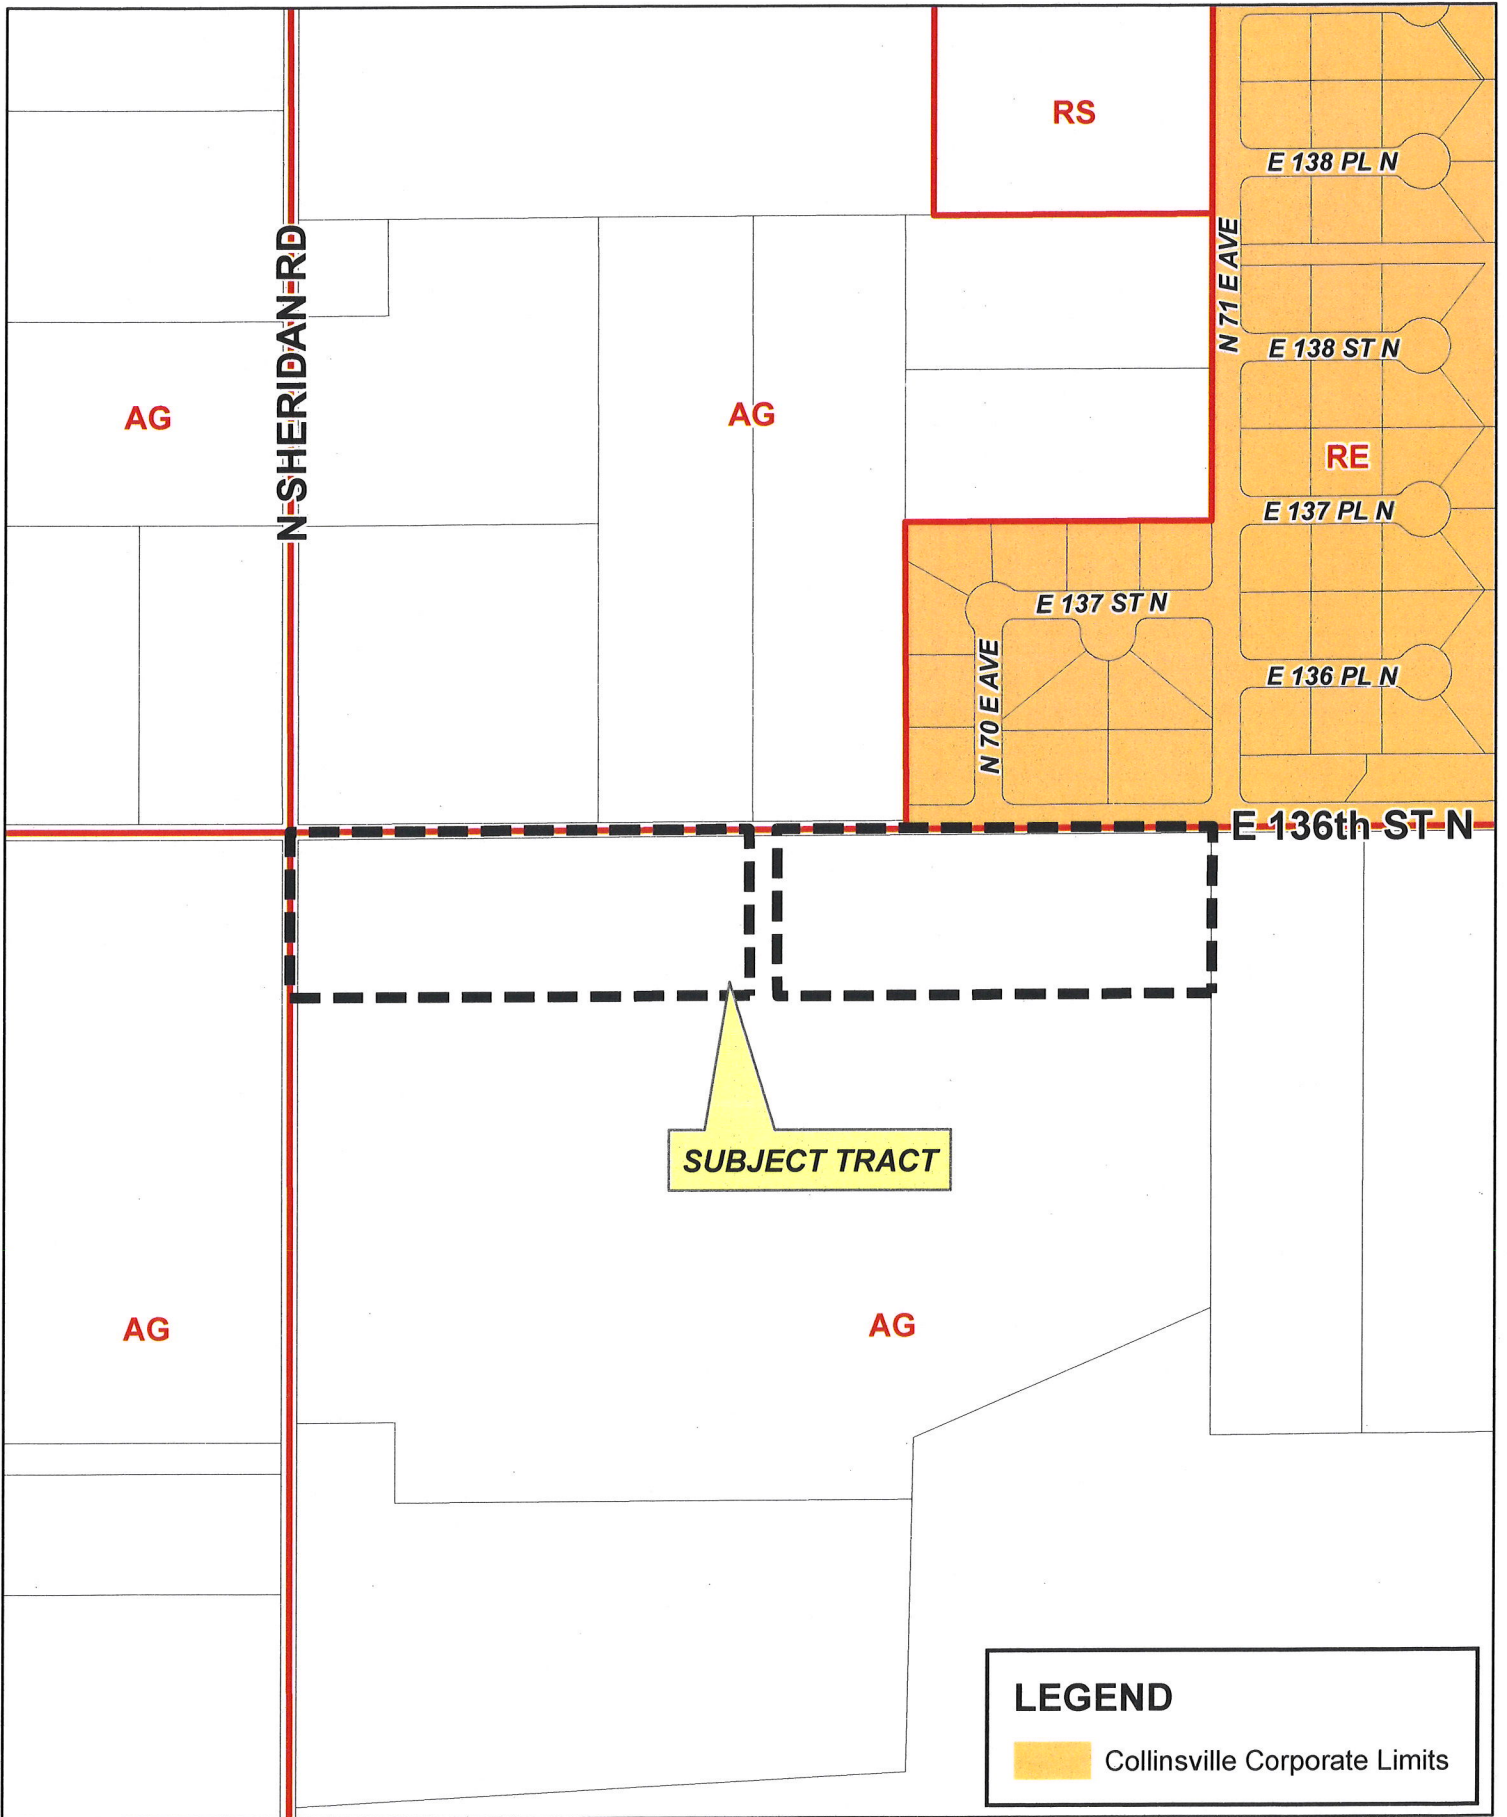 RS
E 138 PL N
N SHERIDAN RD
N 71 E AVE
E 138 ST N
AG
AG
RE
E 137 PL N
E 137 ST N
N 70 E AVE
E 136 PL N
E 136th ST N
SUBJECT TRACT
AG
AG
LEGEND
Collinsville Corporate Limits